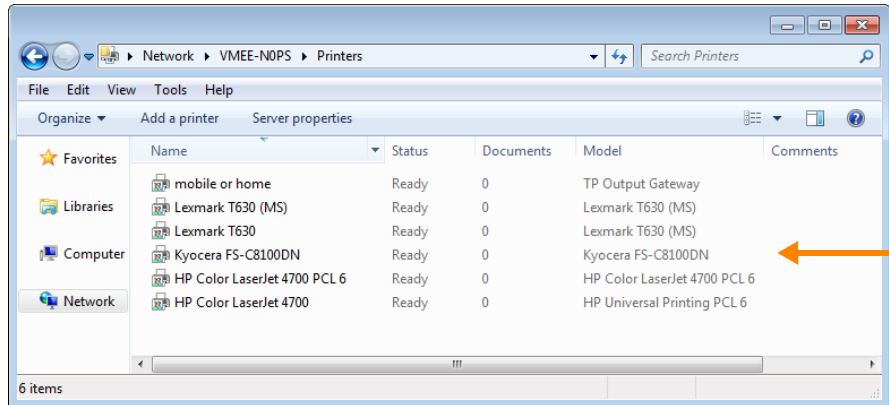 Network VMEE-N0PS Printers Search Printers
File Edit View Tools Help
Organize Add a printer Server properties
Favorites
Libraries
Computer
Network
Name Status Documents Model Comments
mobile or home Ready 0 TP Output Gateway
Lexmark T630 (MS) Ready 0 Lexmark T630 (MS)
Lexmark T630 Ready 0 Lexmark T630 (MS)
Kyocera FS-C8100DN Ready 0 Kyocera FS-C8100DN
HP Color LaserJet 4700 PCL 6 Ready 0 HP Color LaserJet 4700 PCL 6
HP Color LaserJet 4700 Ready 0 HP Universal Printing PCL 6
6 items